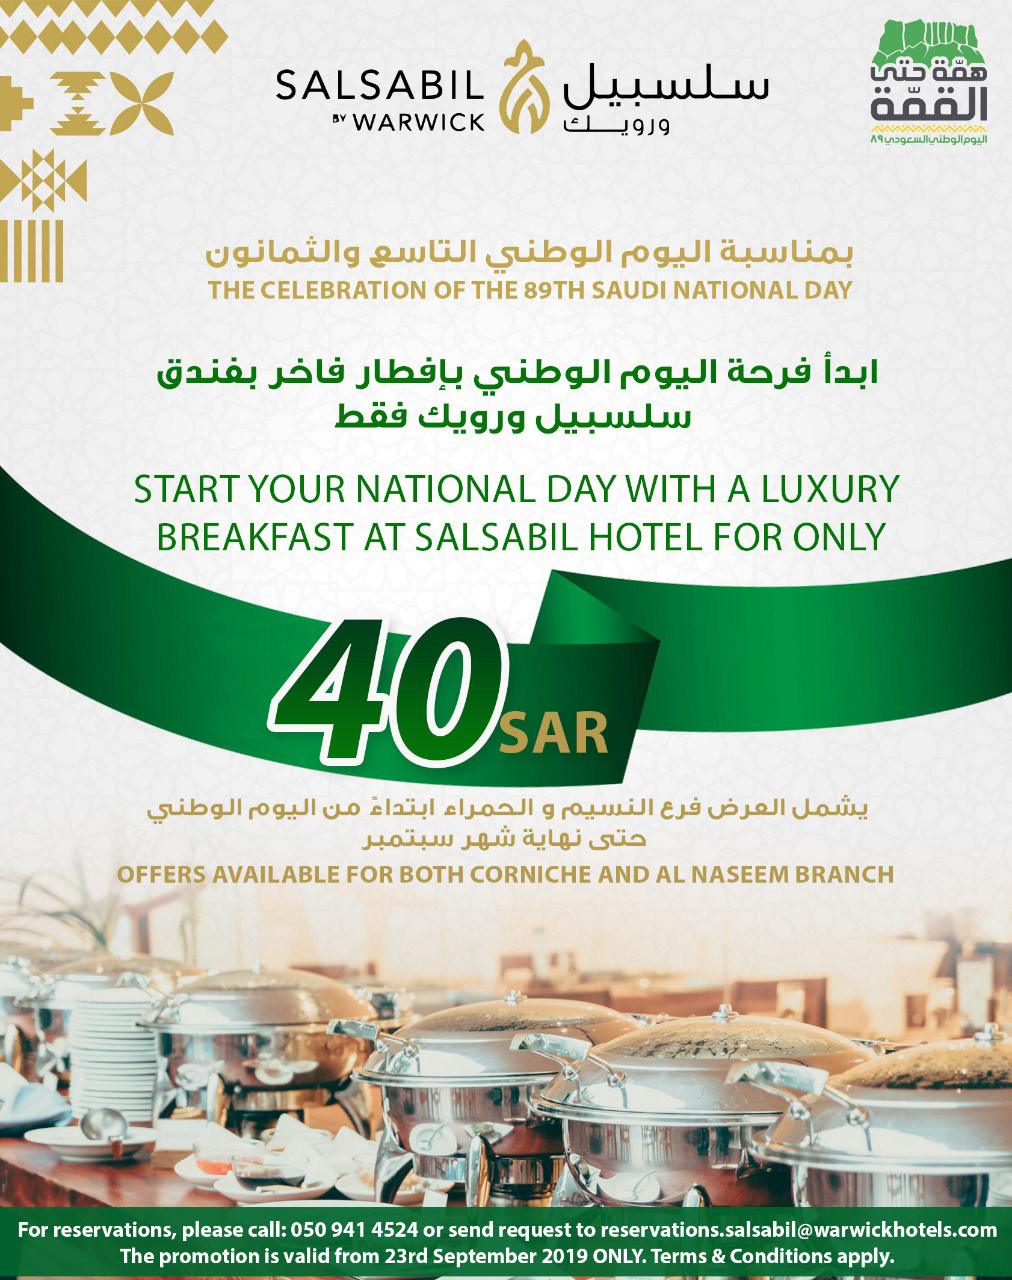 SALSABIL
BY WARWICK
سلسبيل
ورويك
همّة حتى
القمّة
اليوم الوطني السعودي ٨٩
بمناسبة اليوم الوطني التاسع والثمانون
THE CELEBRATION OF THE 89TH SAUDI NATIONAL DAY
ابدأ فرحة اليوم الوطني بإفطار فاخر بفندق
سلسبيل ورويك فقط
START YOUR NATIONAL DAY WITH A LUXURY
BREAKFAST AT SALSABIL HOTEL FOR ONLY
40 SAR
يشمل العرض فرع النسيم و الحمراء ابتداءً من اليوم الوطني
حتى نهاية شهر سبتمبر
OFFERS AVAILABLE FOR BOTH CORNICHE AND AL NASEEM BRANCH
For reservations, please call: 050 941 4524 or send request to reservations.salsabil@warwickhotels.com
The promotion is valid from 23rd September 2019 ONLY. Terms & Conditions apply.